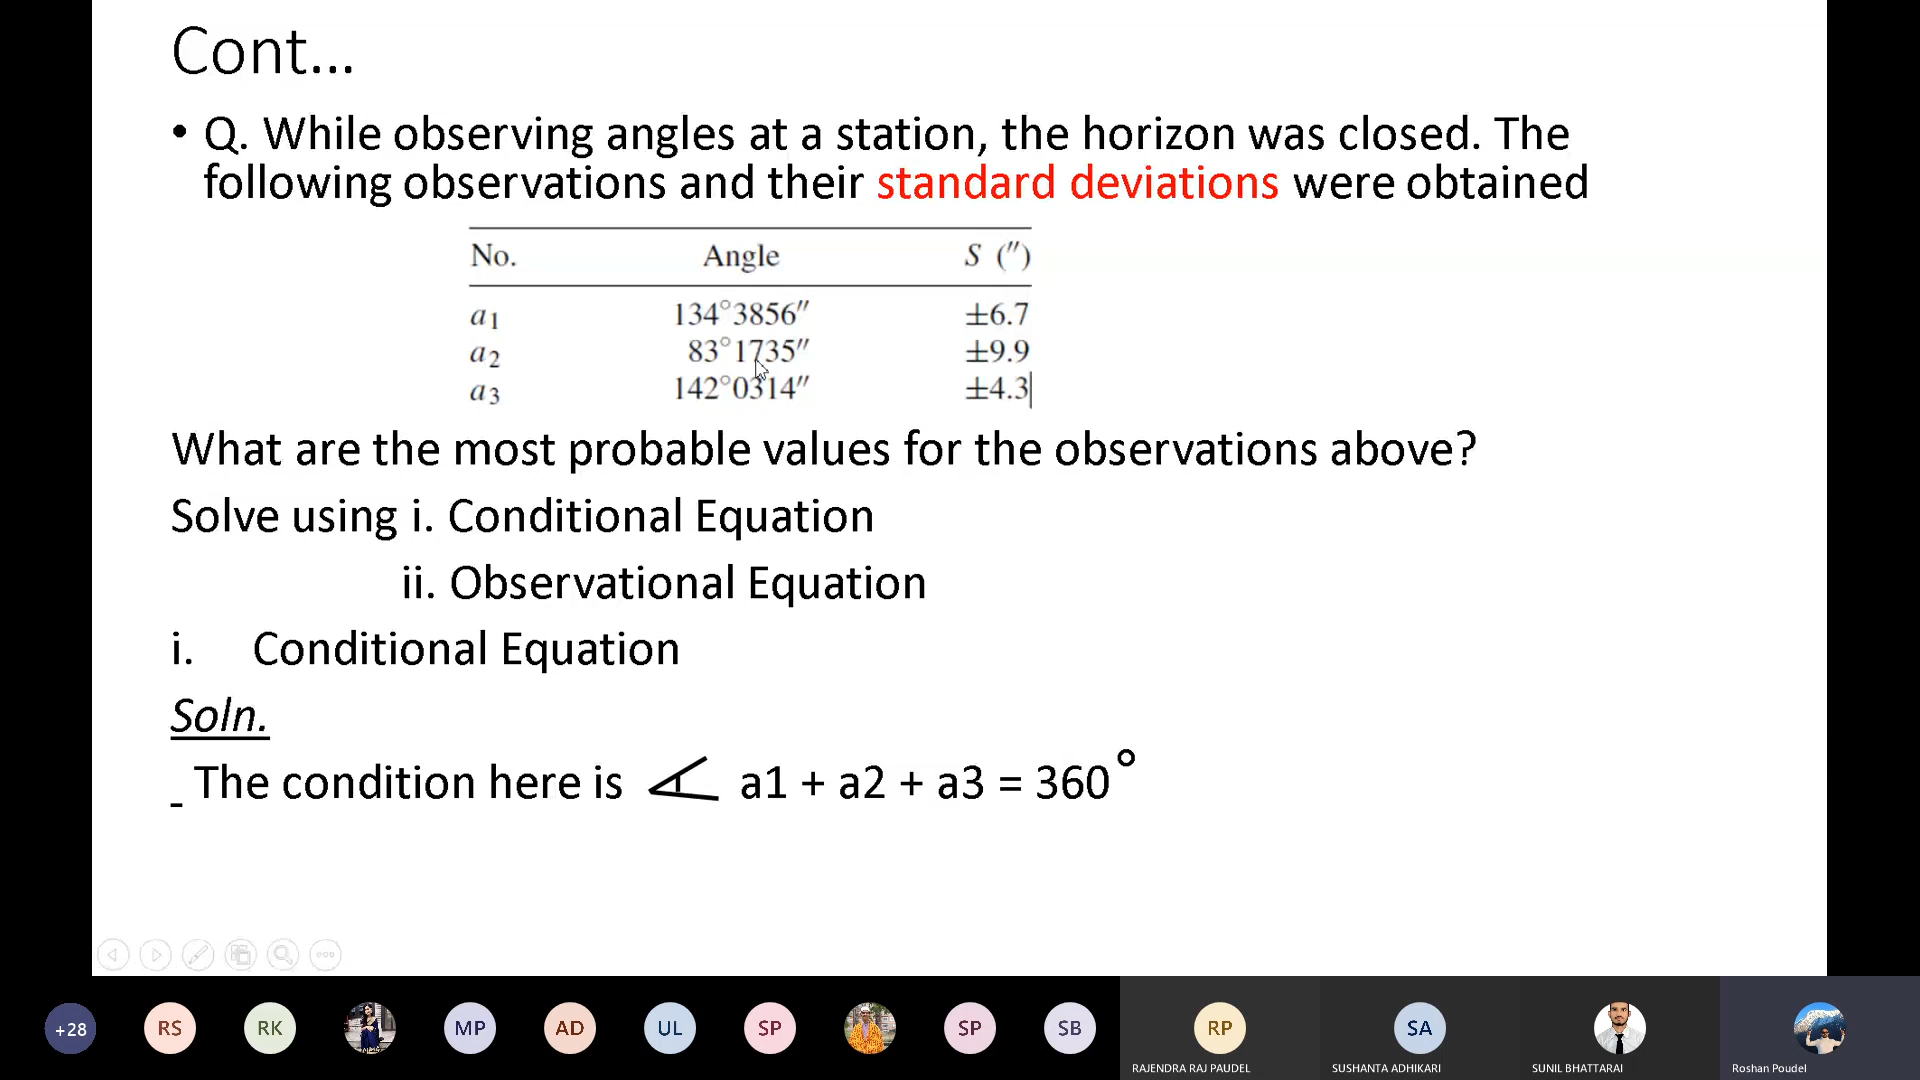 Cont...
• Q. While observing angles at a station, the horizon was closed. The
following observations and their standard deviations were obtained
No. Angle S (″)
a1 134°3856″ ±6.7
a2 83°1735″ ±9.9
a3 142°0314″ ±4.3
What are the most probable values for the observations above?
Solve using i. Conditional Equation
ii. Observational Equation
i. Conditional Equation
Soln.
The condition here is ∡ a1 + a2 + a3 = 360°
+28 RS RK MP AD UL SP SP SB RP SA
RAJENDRA RAJ PAUDEL SUSHANTA ADHIKARI SUNIL BHATTARAI Roshan Poudel